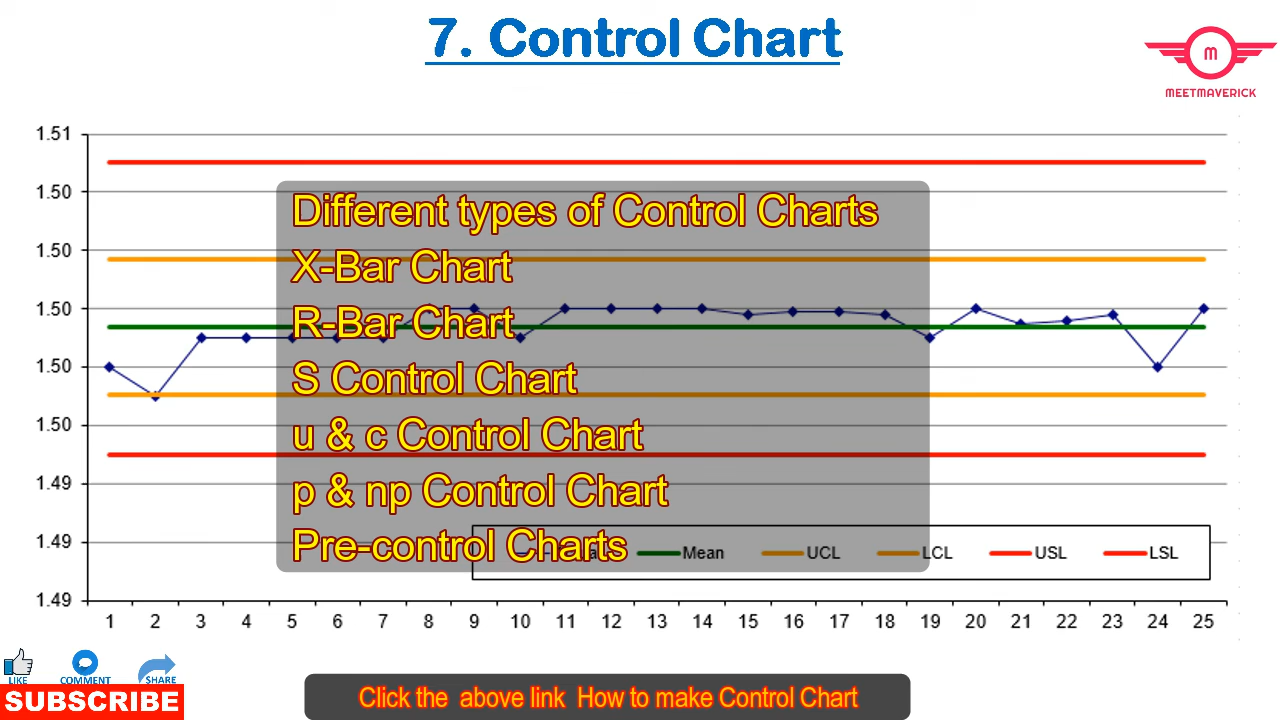 7. Control Chart
M
MEETMAVERICK
1.51
1.50
1.50
1.50
1.50
1.50
1.49
1.49
1.49
Different types of Control Charts
X-Bar Chart
R-Bar Chart
S Control Chart
u & c Control Chart
p & np Control Chart
Pre-control Charts
Mean UCL LCL USL LSL
1 2 3 4 5 6 7 8 9 10 11 12 13 14 15 16 17 18 19 20 21 22 23 24 25
LIKE COMMENT SHARE
SUBSCRIBE
Click the above link How to make Control Chart